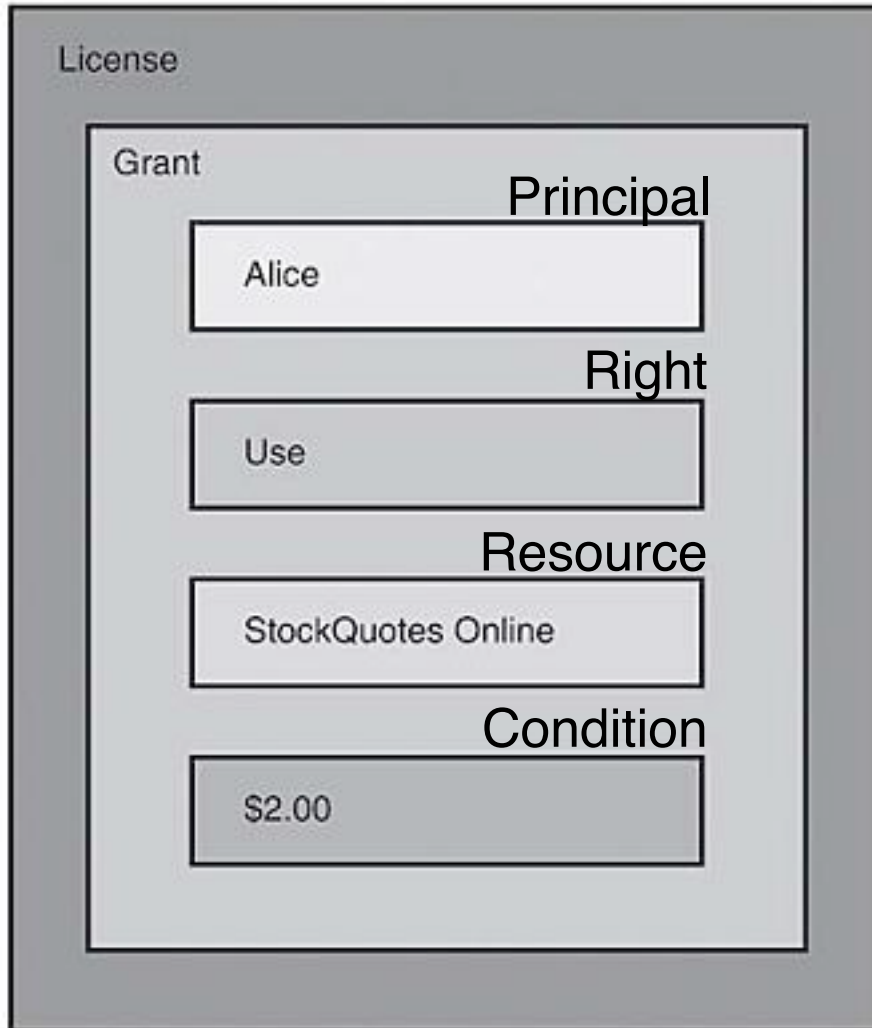 License
Grant
Principal
Alice
Right
Use
Resource
StockQuotes Online
Condition
$2.00